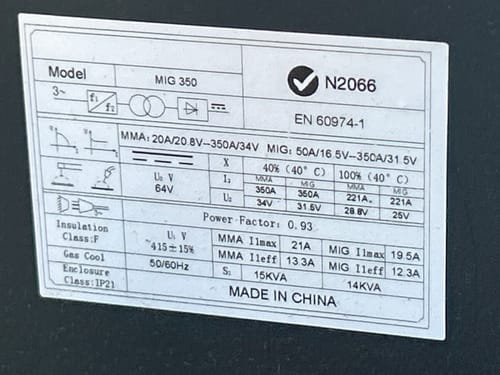 Model MIG 350 N2066
3~ f1 f2 EN 60974-1
MMA: 20A/20.8V—350A/34V MIG: 50A/16.5V—350A/31.5V
X 40% (40° C) 100% (40° C)
U₀ V I₂ MMA MIG MMA MIG
64V 350A 350A 221A 221A
U₂ 34V 31.5V 28.8V 25V
3~ Power Factor: 0.93
Insulation Class:F U₁ V ~415±15% MMA I1max 21A MIG I1max 19.5A
Gas Cool 50/60Hz MMA I1eff 13.3A MIG I1eff 12.3A
Enclosure Class:IP21 S₁ 15KVA 14KVA
MADE IN CHINA